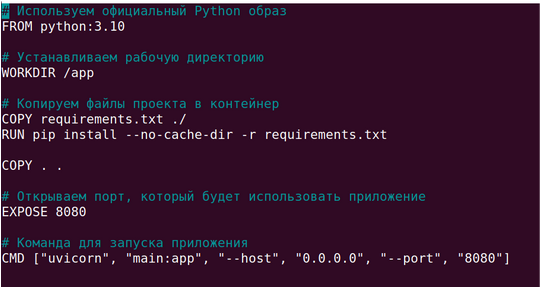 # Используем официальный Python образ
FROM python:3.10
# Устанавливаем рабочую директорию
WORKDIR /app
# Копируем файлы проекта в контейнер
COPY requirements.txt ./
RUN pip install --no-cache-dir -r requirements.txt
COPY . .
# Открываем порт, который будет использовать приложение
EXPOSE 8080
# Команда для запуска приложения
CMD ["uvicorn", "main:app", "--host", "0.0.0.0", "--port", "8080"]